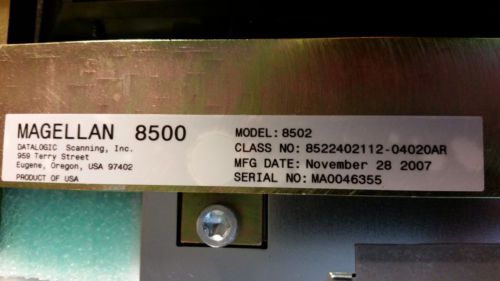 MAGELLAN 8500
DATALOGIC Scanning, Inc.
959 Terry Street
Eugene, Oregon, USA 97402
PRODUCT OF USA
MODEL: 8502
CLASS NO: 8522402112-04020AR
MFG DATE: November 28 2007
SERIAL NO: MA0046355